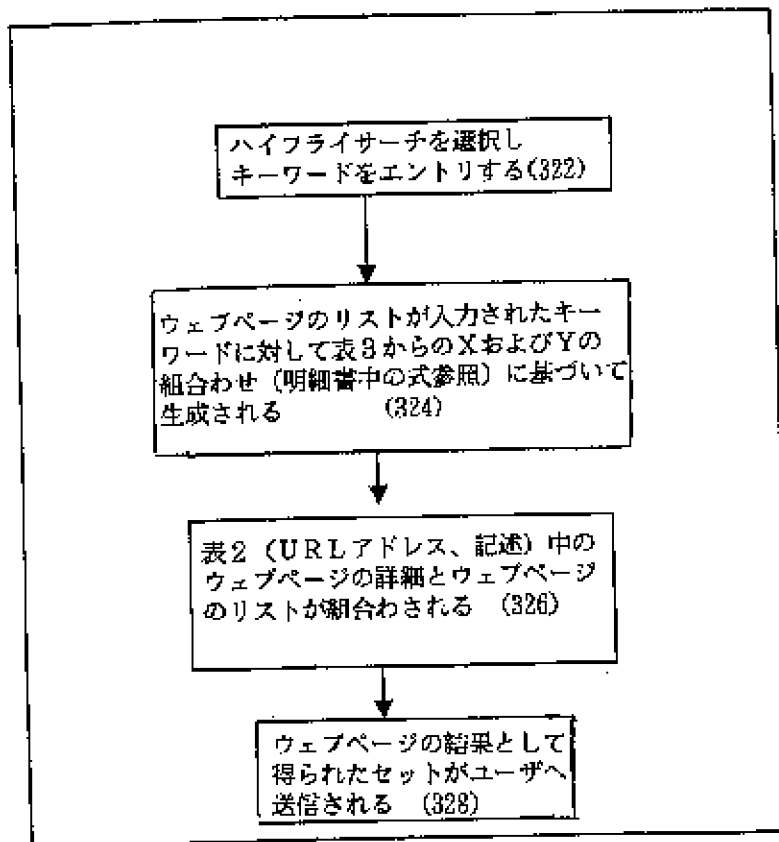 ハイフライサーチを選択し
キーワードをエントリする(322)
ウェブページのリストが入力されたキー
ワードに対して表3からのXおよびYの
組合わせ（明細書中の式参照）に基づいて
生成される (324)
表2（URLアドレス、記述）中の
ウェブページの詳細とウェブページ
のリストが組合わされる (326)
ウェブページの結果として
得られたセットがユーザへ
送信される (328)